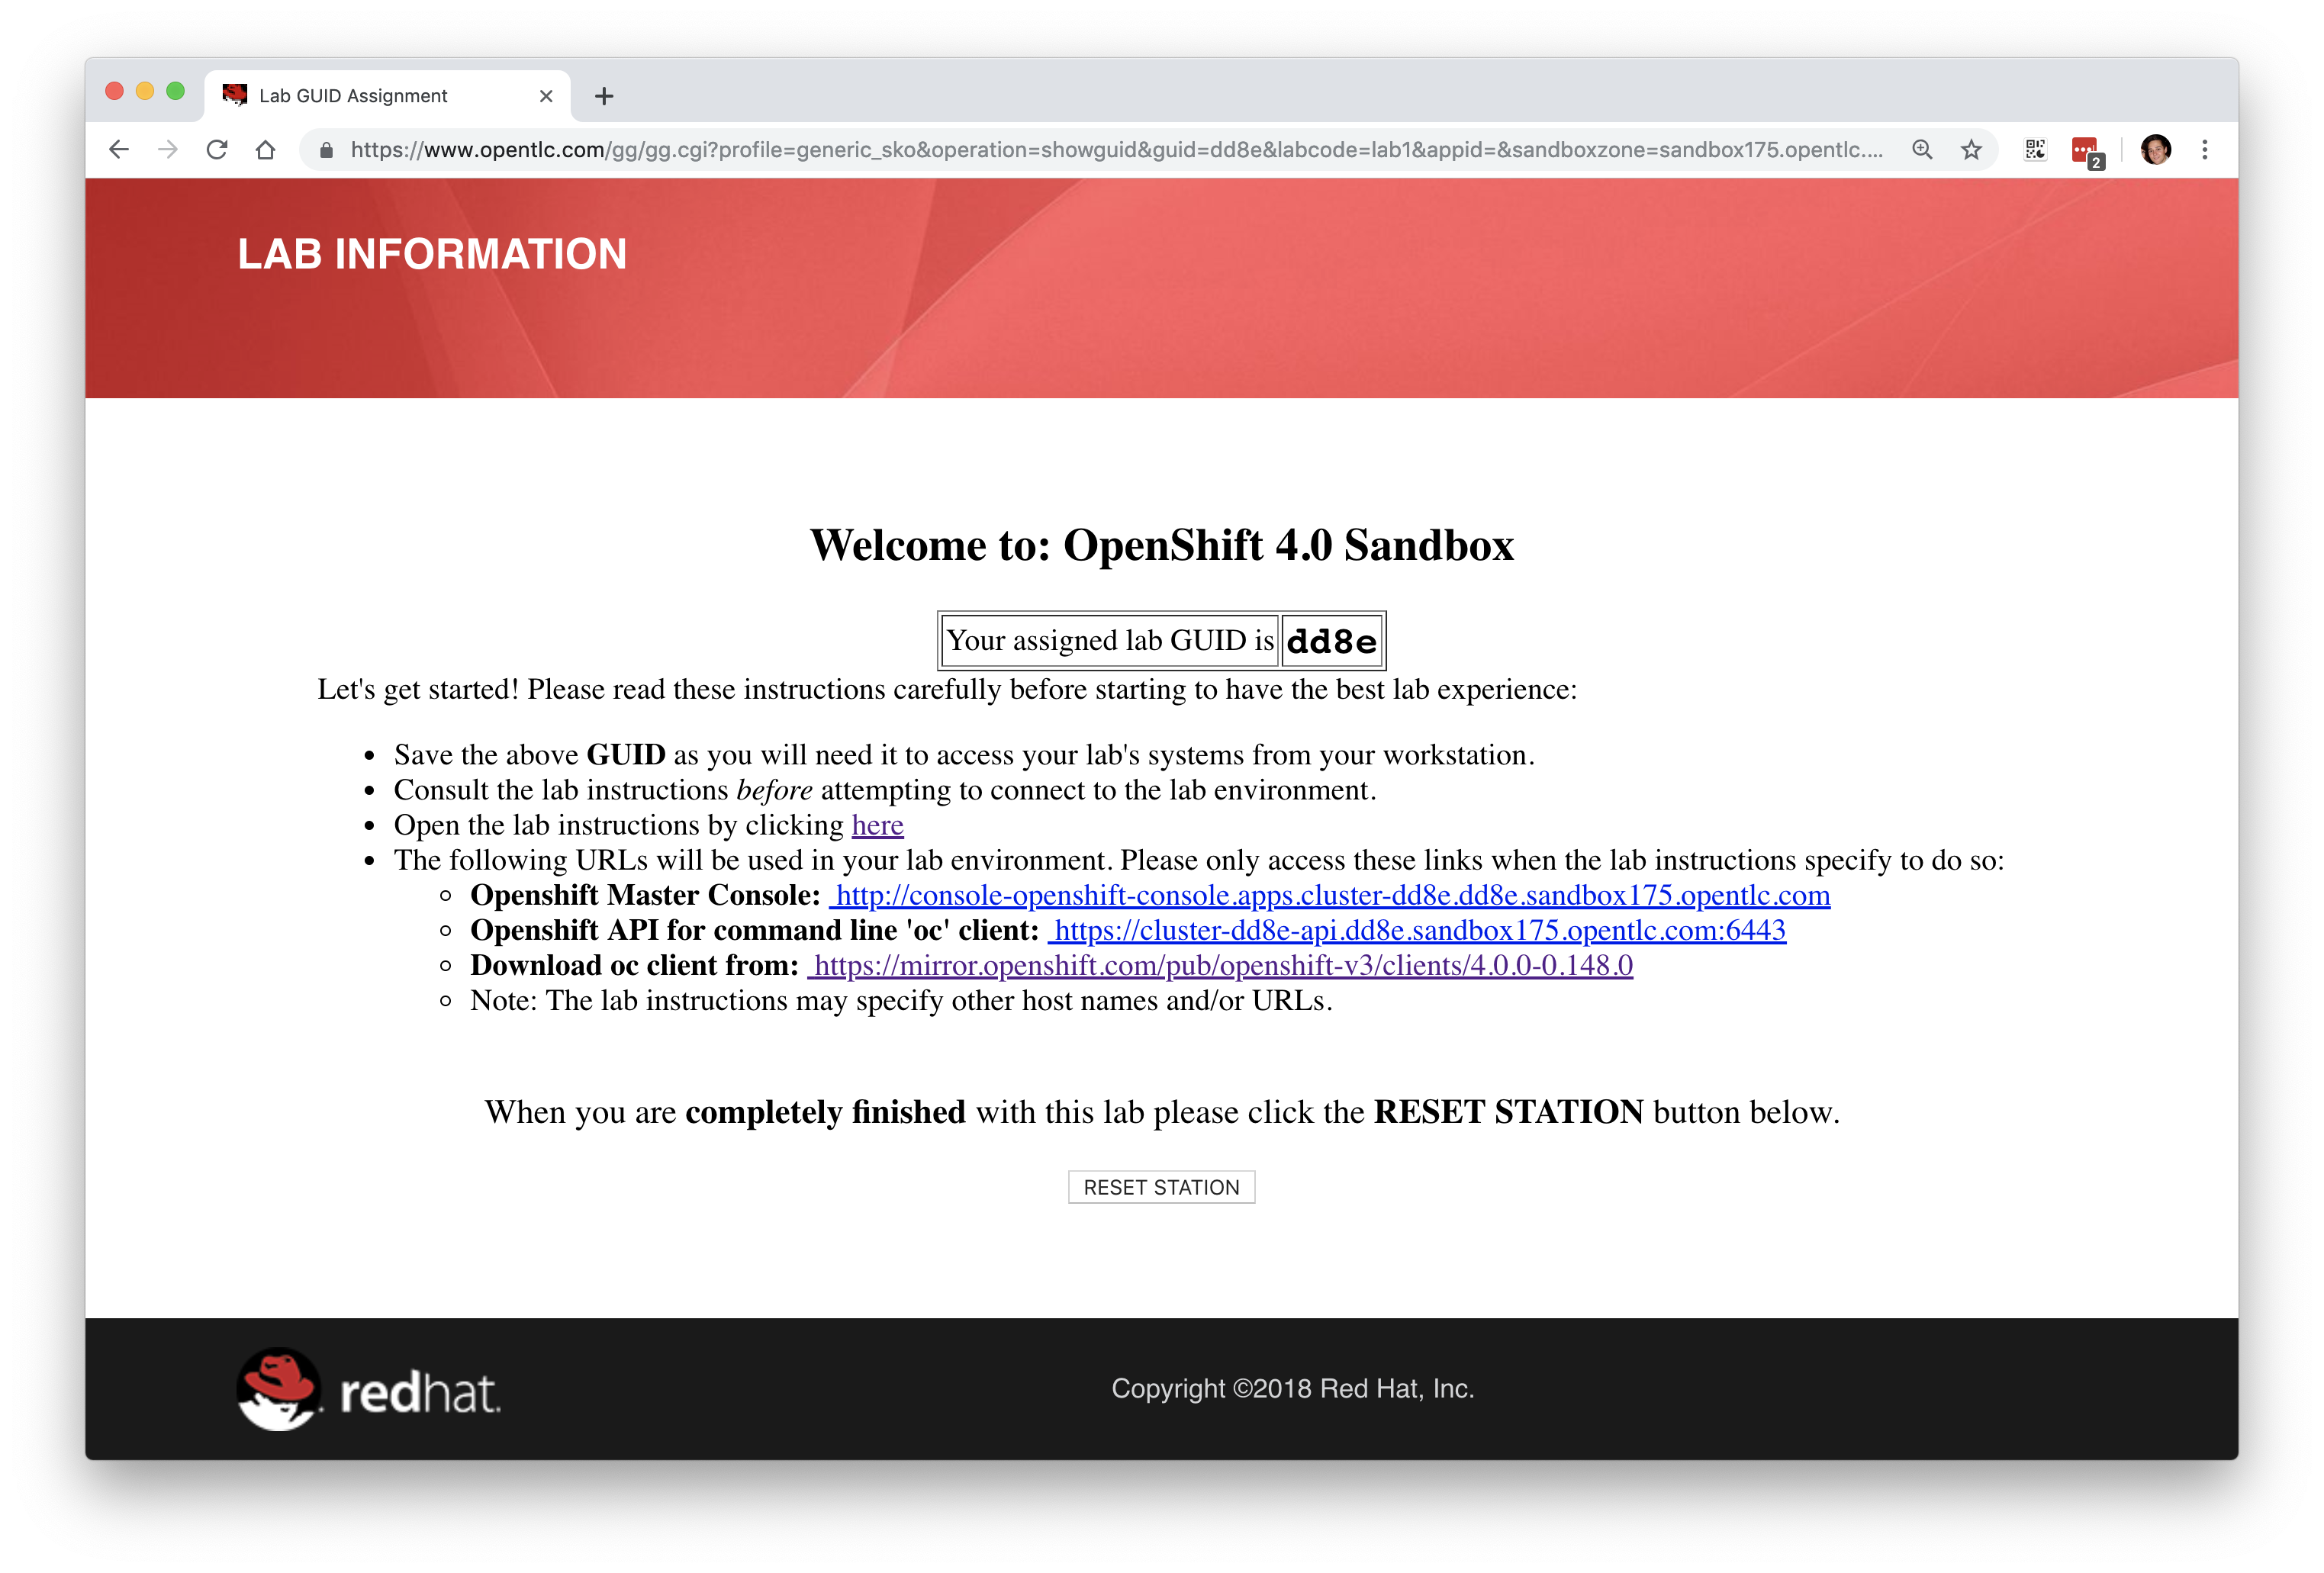 Lab GUID Assignment
https://www.opentlc.com/gg/gg.cgi?profile=generic_sko&operation=showguid&guid=dd8e&labcode=lab1&appid=&sandboxzone=sandbox175.opentlc....
2
LAB INFORMATION
Welcome to: OpenShift 4.0 Sandbox
Your assigned lab GUID is dd8e
Let's get started! Please read these instructions carefully before starting to have the best lab experience:
• Save the above GUID as you will need it to access your lab's systems from your workstation.
• Consult the lab instructions before attempting to connect to the lab environment.
• Open the lab instructions by clicking here
• The following URLs will be used in your lab environment. Please only access these links when the lab instructions specify to do so:
◦ Openshift Master Console: http://console-openshift-console.apps.cluster-dd8e.dd8e.sandbox175.opentlc.com
◦ Openshift API for command line 'oc' client: https://cluster-dd8e-api.dd8e.sandbox175.opentlc.com:6443
◦ Download oc client from: https://mirror.openshift.com/pub/openshift-v3/clients/4.0.0-0.148.0
◦ Note: The lab instructions may specify other host names and/or URLs.
When you are completely finished with this lab please click the RESET STATION button below.
RESET STATION
redhat.
Copyright ©2018 Red Hat, Inc.